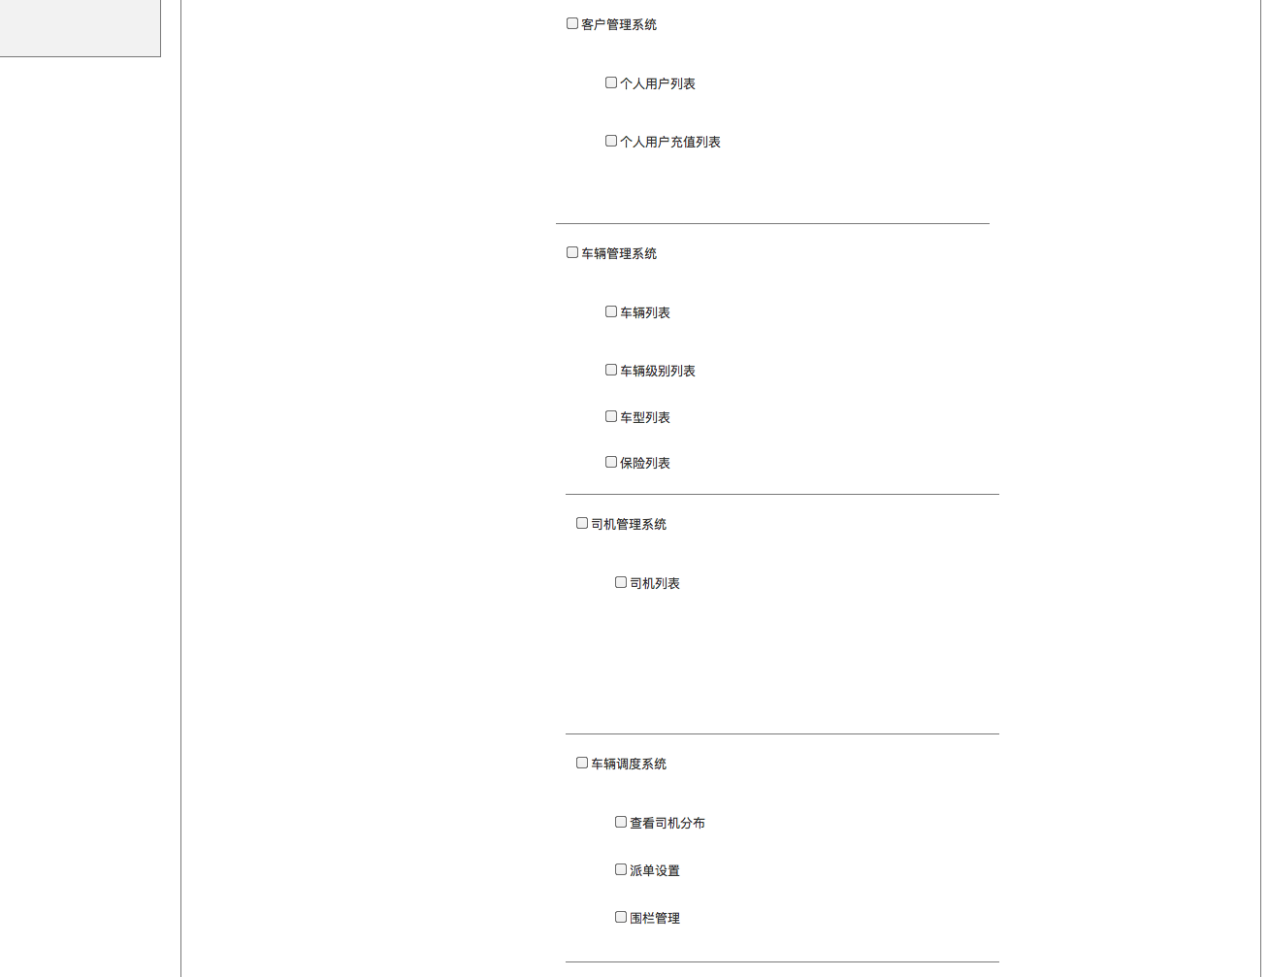 客户管理系统
个人用户列表
个人用户充值列表
车辆管理系统
车辆列表
车辆级别列表
车型列表
保险列表
司机管理系统
司机列表
车辆调度系统
查看司机分布
派单设置
围栏管理